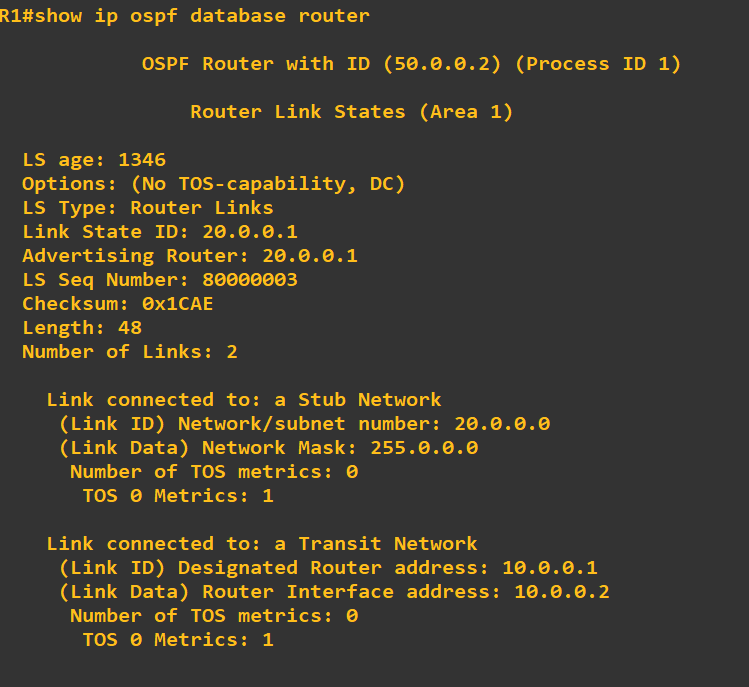 R1#show ip ospf database router
OSPF Router with ID (50.0.0.2) (Process ID 1)
Router Link States (Area 1)
LS age: 1346
Options: (No TOS-capability, DC)
LS Type: Router Links
Link State ID: 20.0.0.1
Advertising Router: 20.0.0.1
LS Seq Number: 80000003
Checksum: 0x1CAE
Length: 48
Number of Links: 2
Link connected to: a Stub Network
(Link ID) Network/subnet number: 20.0.0.0
(Link Data) Network Mask: 255.0.0.0
Number of TOS metrics: 0
TOS 0 Metrics: 1
Link connected to: a Transit Network
(Link ID) Designated Router address: 10.0.0.1
(Link Data) Router Interface address: 10.0.0.2
Number of TOS metrics: 0
TOS 0 Metrics: 1